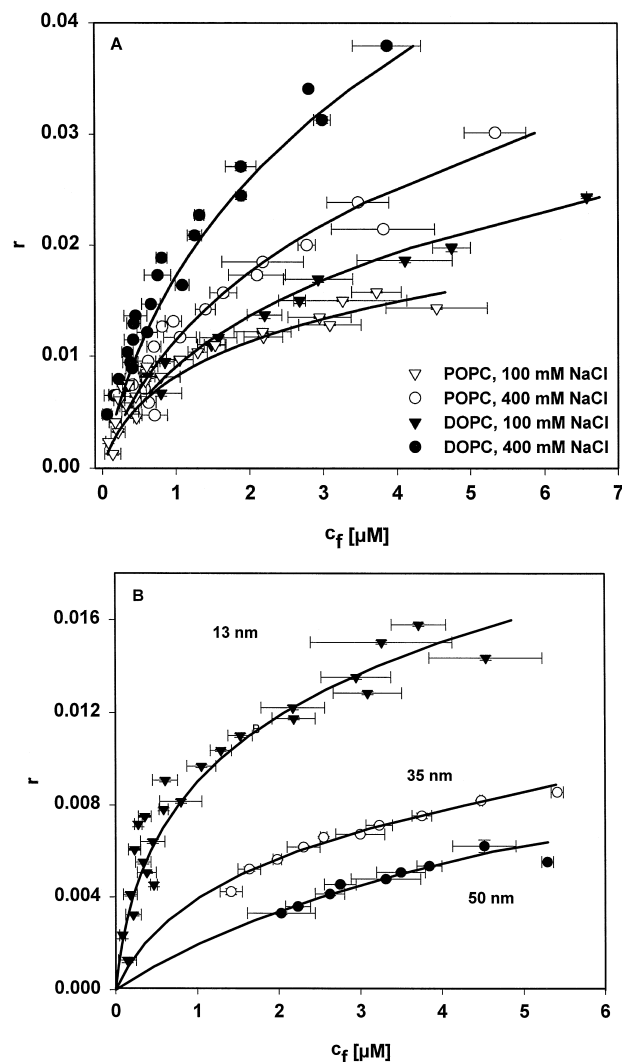 0.04
A
0.03
r
0.02
0.01
0.00
POPC, 100 mM NaCl
POPC, 400 mM NaCl
DOPC, 100 mM NaCl
DOPC, 400 mM NaCl
0 1 2 3 4 5 6 7
cf [µM]
B
0.016
13 nm
0.012
r
0.008
35 nm
0.004
50 nm
0.000
0 1 2 3 4 5 6
cf [µM]